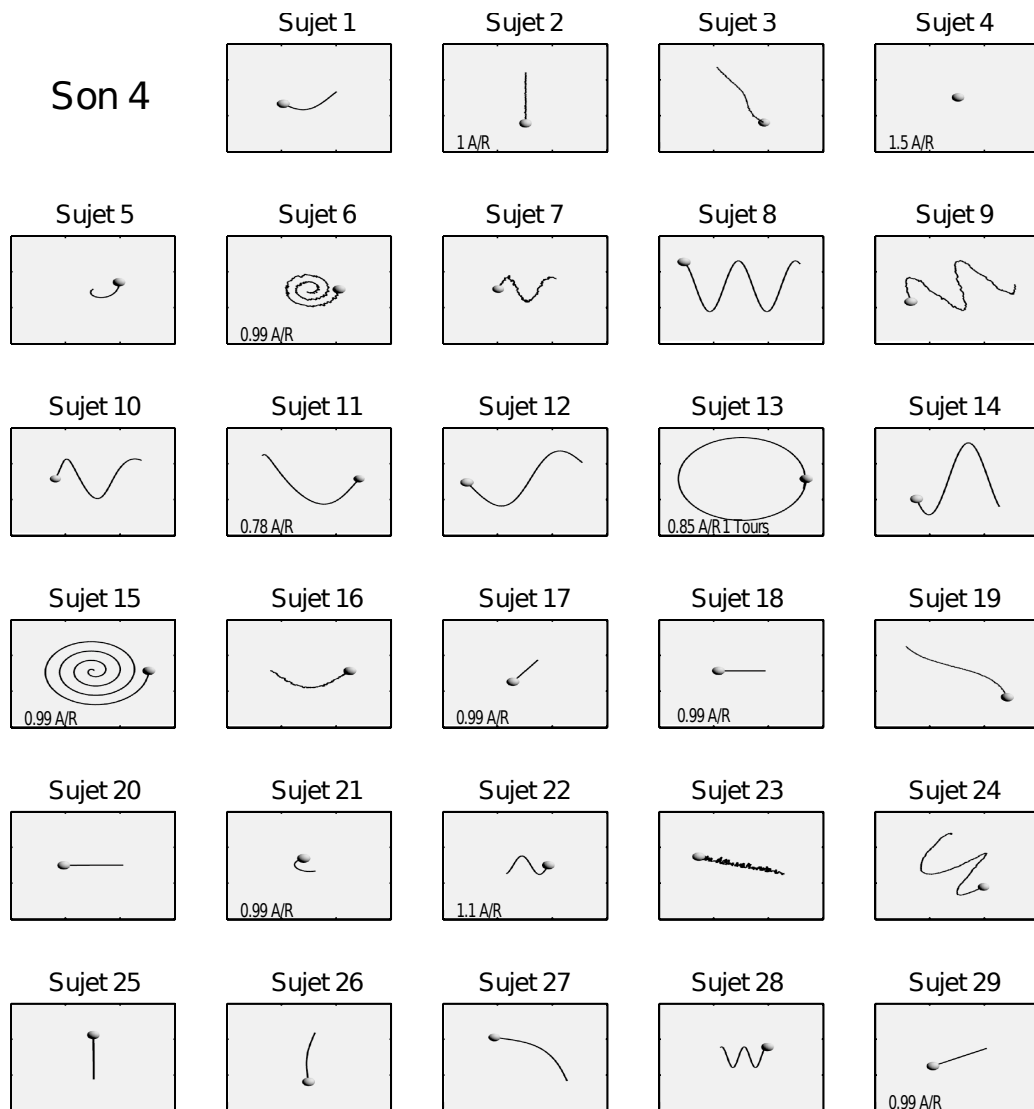 Sujet 1 Sujet 2 Sujet 3 Sujet 4
Son 4
1 A/R 1.5 A/R
Sujet 5 Sujet 6 Sujet 7 Sujet 8 Sujet 9
0.99 A/R
Sujet 10 Sujet 11 Sujet 12 Sujet 13 Sujet 14
0.78 A/R 0.85 A/R 1 Tours
Sujet 15 Sujet 16 Sujet 17 Sujet 18 Sujet 19
0.99 A/R 0.99 A/R 0.99 A/R
Sujet 20 Sujet 21 Sujet 22 Sujet 23 Sujet 24
0.99 A/R 1.1 A/R
Sujet 25 Sujet 26 Sujet 27 Sujet 28 Sujet 29
0.99 A/R